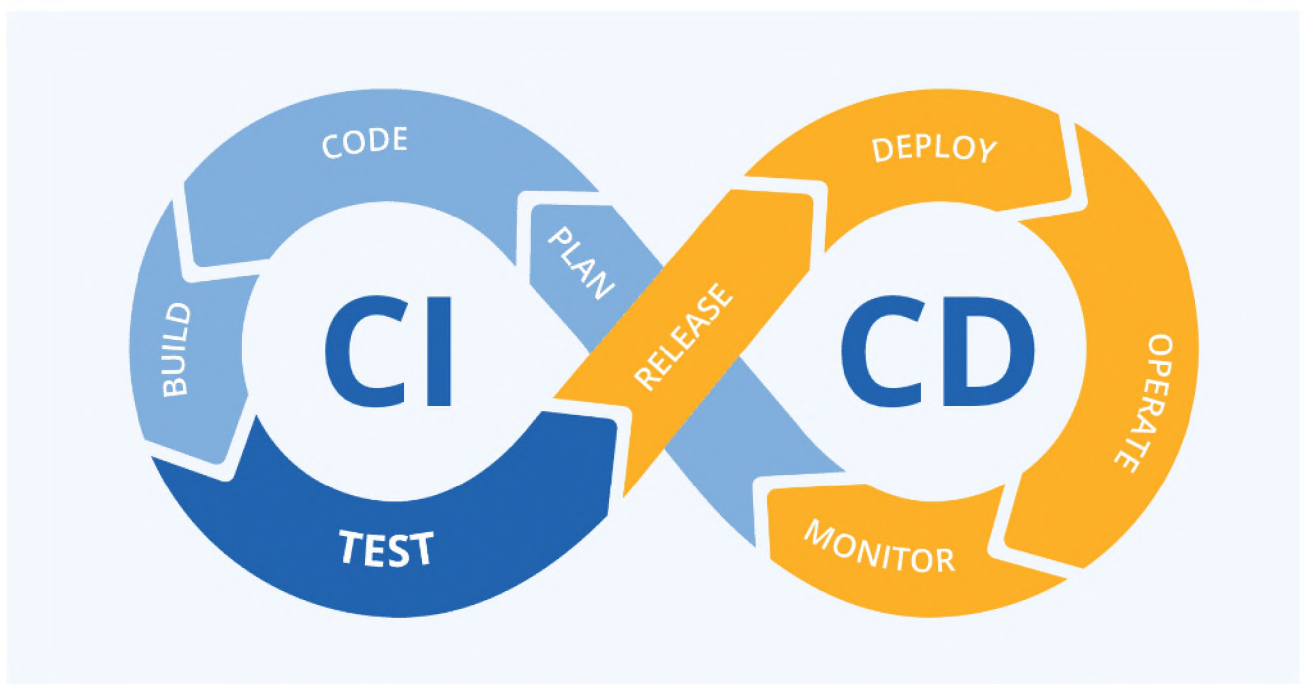 CODE
PLAN
BUILD
CI
TEST
RELEASE
DEPLOY
CD
OPERATE
MONITOR